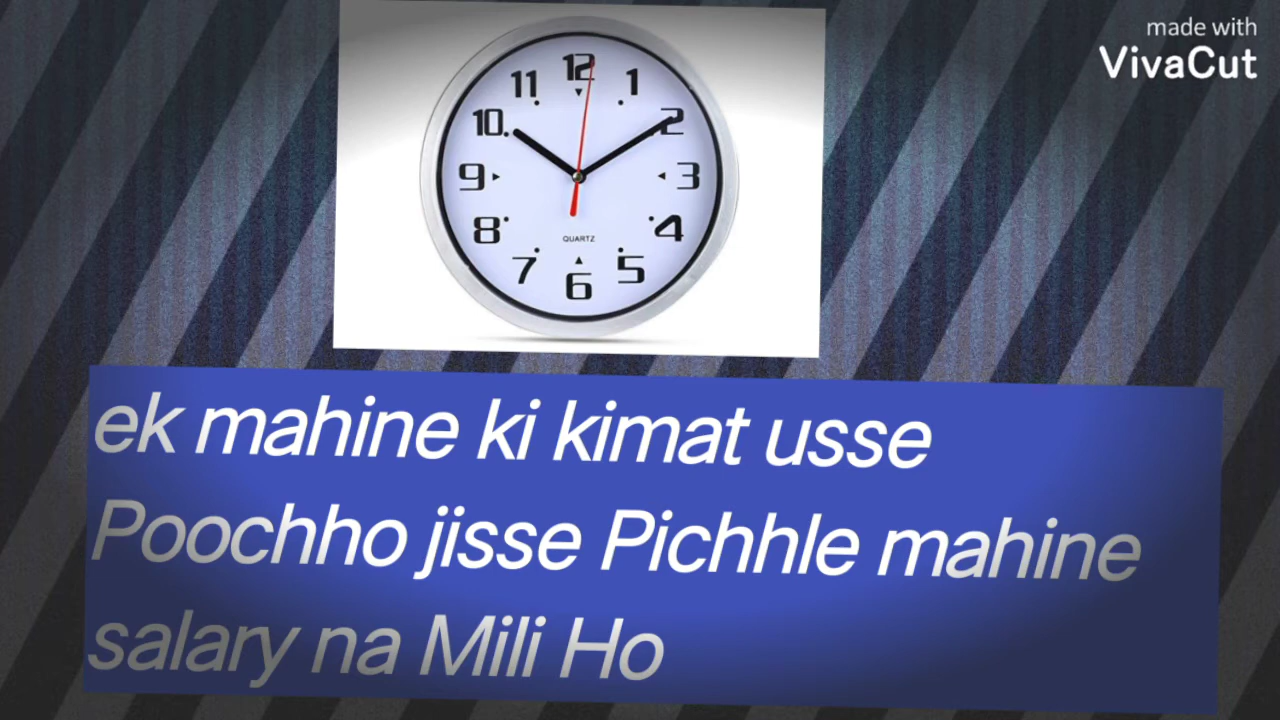 made with
VivaCut
12
11
1
10
2
9
3
8
4
QUARTZ
7
5
6
ek mahine ki kimat usse
Poochho jisse Pichhle mahine
salary na Mili Ho